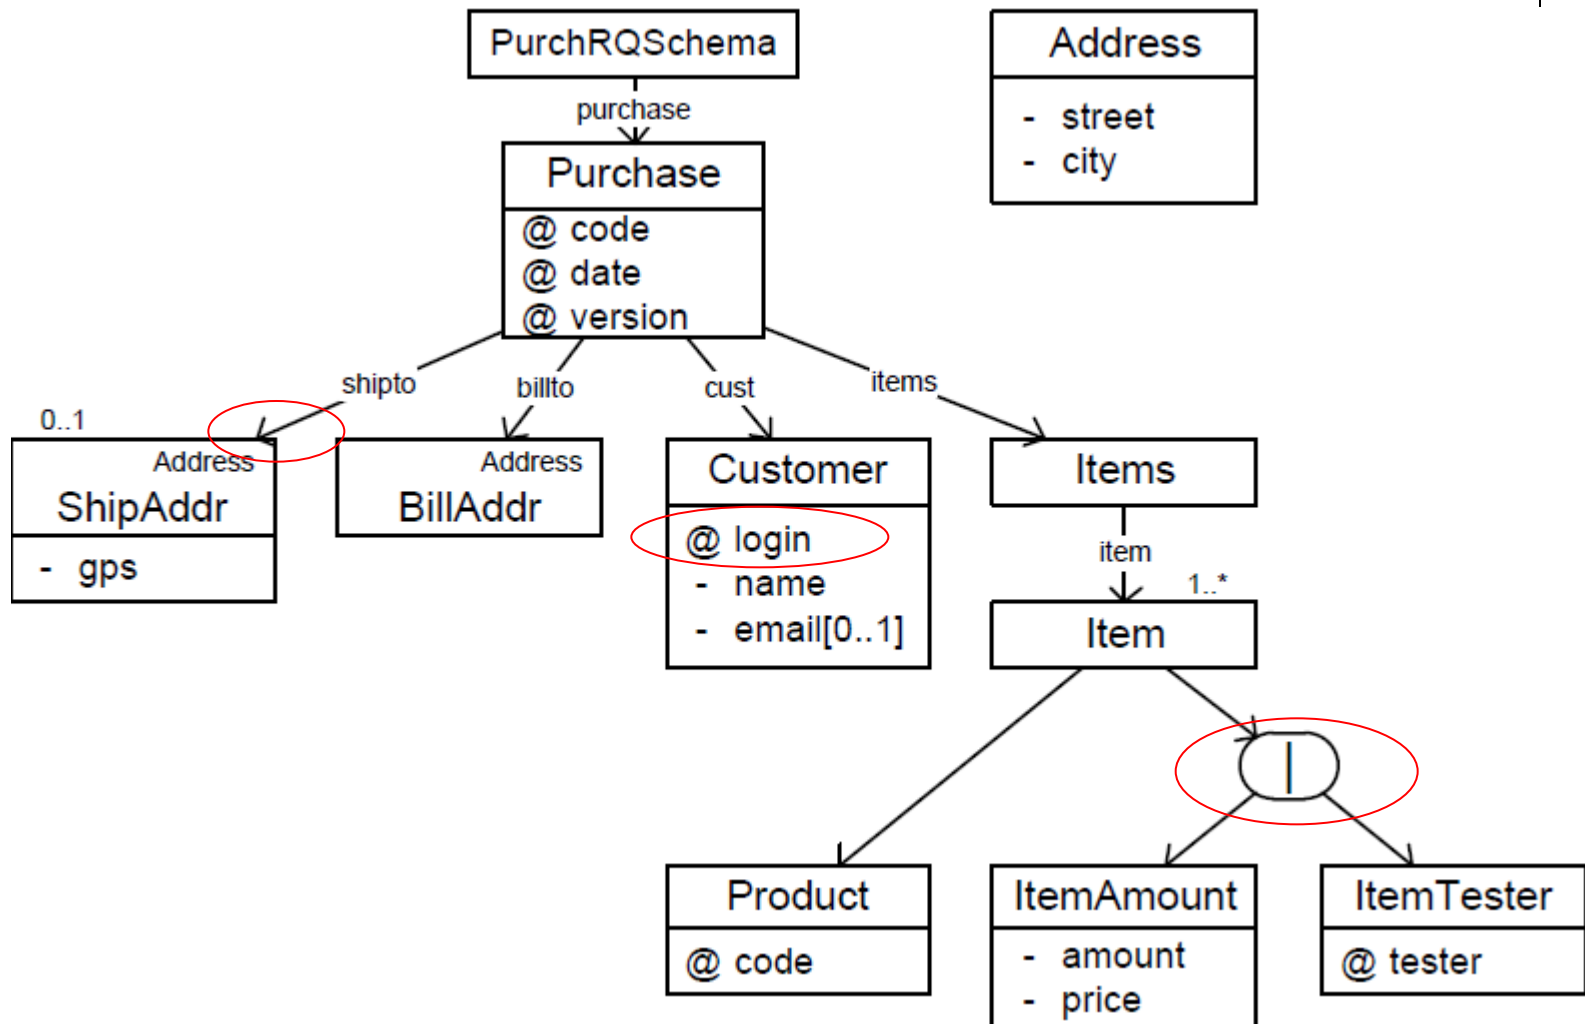 PurchRQSchema
purchase
Purchase
@ code
@ date
@ version
Address
- street
- city
shipto
billto
cust
items
0..1
Address
ShipAddr
- gps
Address
BillAddr
Customer
@ login
- name
- email[0..1]
Items
item
1..*
Item
|
Product
@ code
ItemAmount
- amount
- price
ItemTester
@ tester